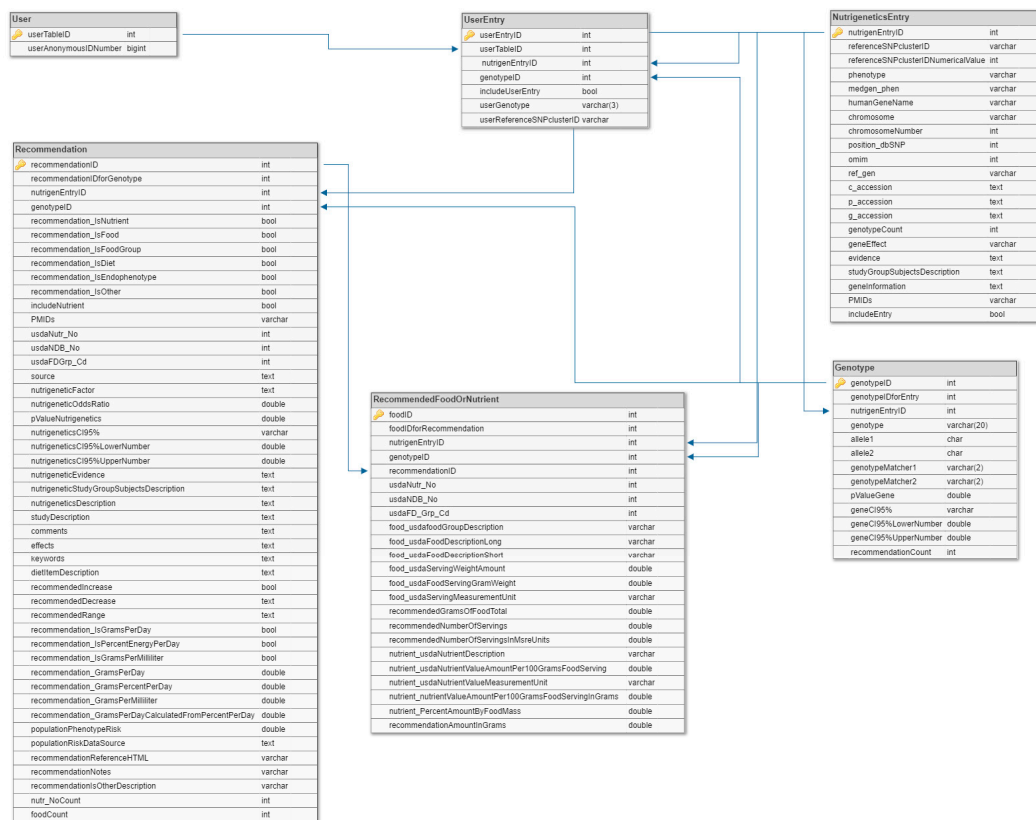 User
userTableID int
userAnonymousIDNumber bigint
UserEntry
userEntryID int
userTableID int
nutrigenEntryID int
genotypeID int
includeUserEntry bool
userGenotype varchar(3)
userReferenceSNPclusterID varchar
NutrigeneticsEntry
nutrigenEntryID int
referenceSNPclusterID varchar
referenceSNPclusterIDNumericalValue int
phenotype varchar
medgen_phen varchar
humanGeneName varchar
chromosome varchar
chromosomeNumber int
position_dbSNP int
omim int
ref_gen varchar
c_accession text
p_accession text
g_accession text
genotypeCount int
geneEffect varchar
evidence text
studyGroupSubjectsDescription text
geneInformation text
PMIDs varchar
includeEntry bool
Recommendation
recommendationID int
recommendationIDforGenotype int
nutrigenEntryID int
genotypeID int
recommendation_IsNutrient bool
recommendation_IsFood bool
recommendation_IsFoodGroup bool
recommendation_IsDiet bool
recommendation_IsEndophenotype bool
recommendation_IsOther bool
includeNutrient bool
PMIDs varchar
usdaNutr_No int
usdaNDB_No int
usdaFDGrp_Cd int
source text
nutrigeneticFactor text
nutrigeneticOddsRatio double
pValueNutrigenetics double
nutrigeneticsCI95% varchar
nutrigeneticsCI95%LowerNumber double
nutrigeneticsCI95%UpperNumber double
nutrigeneticEvidence text
nutrigeneticStudyGroupSubjectsDescription text
nutrigeneticsDescription text
studyDescription text
comments text
effects text
keywords text
dietItemDescription text
recommendedIncrease bool
recommendedDecrease text
recommendedRange text
recommendation_IsGramsPerDay bool
recommendation_IsPercentEnergyPerDay bool
recommendation_IsGramsPerMilliliter bool
recommendation_GramsPerDay double
recommendation_GramsPercentPerDay double
recommendation_GramsPerMilliliter double
recommendation_GramsPerDayCalculatedFromPercentPerDay double
populationPhenotypeRisk double
populationRiskDataSource text
recommendationReferenceHTML varchar
recommendationNotes varchar
recommendationIsOtherDescription varchar
nutr_NoCount int
foodCount int
RecommendedFoodOrNutrient
foodID int
foodIDforRecommendation int
nutrigenEntryID int
genotypeID int
recommendationID int
usdaNutr_No int
usdaNDB_No int
usdaFD_Grp_Cd int
food_usdafoodGroupDescription varchar
food_usdaFoodDescriptionLong varchar
food_usdaFoodDescriptionShort varchar
food_usdaServingWeightAmount double
food_usdaFoodServingGramWeight double
food_usdaServingMeasurementUnit varchar
recommendedGramsOfFoodTotal double
recommendedNumberOfServings double
recommendedNumberOfServingsInMsreUnits double
nutrient_usdaNutrientDescription varchar
nutrient_usdaNutrientValueAmountPer100GramsFoodServing double
nutrient_usdaNutrientValueMeasurementUnit varchar
nutrient_nutrientValueAmountPer100GramsFoodServingInGrams double
nutrient_PercentAmountByFoodMass double
recommendationAmountInGrams double
Genotype
genotypeID int
genotypeIDforEntry int
nutrigenEntryID int
genotype varchar(20)
allele1 char
allele2 char
genotypeMatcher1 varchar(2)
genotypeMatcher2 varchar(2)
pValueGene double
geneCI95% varchar
geneCI95%LowerNumber double
geneCI95%UpperNumber double
recommendationCount int